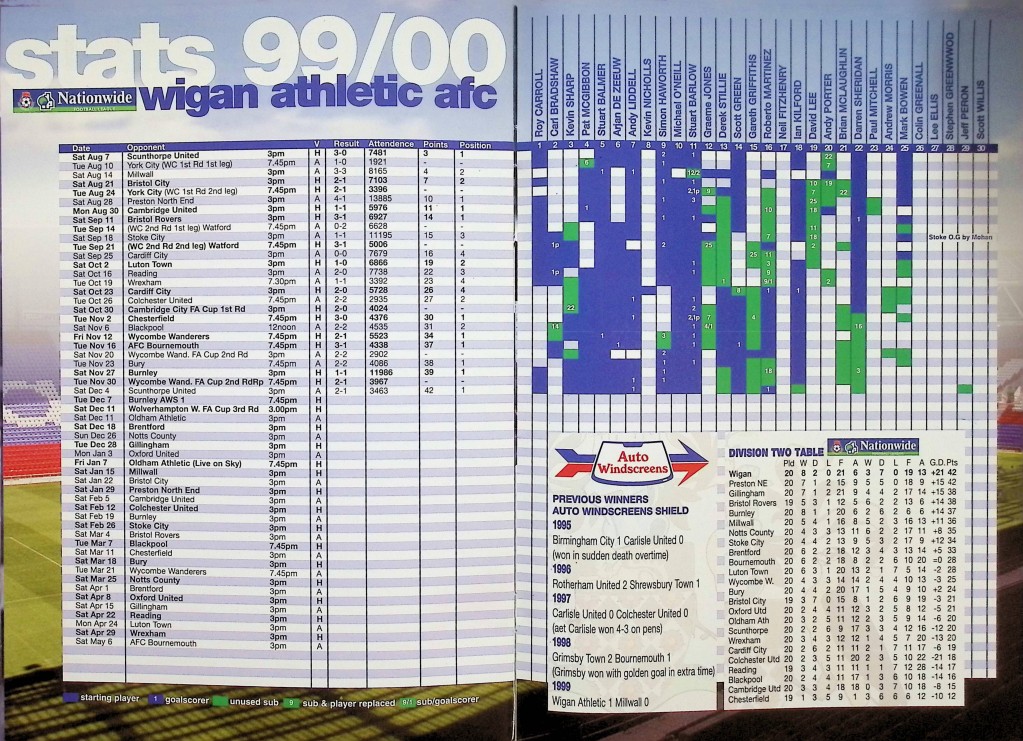 stats 99/00
Nationwide
FOOTBALL LEAGUE
wigan athletic afc
Date Opponent V Result Attendence Points Position
Sat Aug 7 Scunthorpe United 3pm H 3-0 7481 3 1
Tue Aug 10 York City (WC 1st Rd 1st leg) 7.45pm A 1-0 1921 - -
Sat Aug 14 Millwall 3pm A 3-3 8165 4 2
Sat Aug 21 Bristol City 3pm H 2-1 7103 7 2
Tue Aug 24 York City (WC 1st Rd 2nd leg) 7.45pm H 2-1 3396 - -
Sat Aug 28 Preston North End 3pm A 4-1 13885 10 1
Mon Aug 30 Cambridge United 3pm H 1-1 5976 11 1
Sat Sep 11 Bristol Rovers 3pm H 3-1 6927 14 1
Tue Sep 14 (WC 2nd Rd 1st leg) Watford 7.45pm A 0-2 6628 - -
Sat Sep 18 Stoke City 3pm A 1-1 11195 15 3
Tue Sep 21 (WC 2nd Rd 2nd leg) Watford 7.45pm H 3-1 5006 - -
Sat Sep 25 Cardiff City 3pm A 0-0 7679 16 4
Sat Oct 2 Luton Town 3pm H 1-0 6866 19 2
Sat Oct 16 Reading 3pm A 2-0 7738 22 3
Tue Oct 19 Wrexham 7.30pm A 1-1 3392 23 4
Sat Oct 23 Cardiff City 3pm H 2-0 5728 26 4
Tue Oct 26 Colchester United 7.45pm A 2-2 2935 27 2
Sat Oct 30 Cambridge City FA Cup 1st Rd 3pm H 2-0 4024 - -
Tue Nov 2 Chesterfield 7.45pm H 3-0 4376 30 1
Sat Nov 6 Blackpool 12noon A 2-2 4535 31 2
Fri Nov 12 Wycombe Wanderers 7.45pm H 2-1 5523 34 1
Tue Nov 16 AFC Bournemouth 7.45pm H 3-1 4338 37 1
Sat Nov 20 Wycombe Wand. FA Cup 2nd Rd 3pm A 2-2 2902 - -
Tue Nov 23 Bury 7.45pm A 2-2 4086 38 1
Sat Nov 27 Burnley 3pm H 1-1 11986 39 1
Tue Nov 30 Wycombe Wand. FA Cup 2nd RdRp 7.45pm H 2-1 3967 - -
Sat Dec 4 Scunthorpe United 3pm A 2-1 3463 42 1
Tue Dec 7 Burnley AWS 1 7.45pm H
Sat Dec 11 Wolverhampton W. FA Cup 3rd Rd 3.00pm H
Sat Dec 11 Oldham Athletic 3pm A
Sat Dec 18 Brentford 3pm H
Sun Dec 26 Notts County 3pm A
Tue Dec 28 Gillingham 3pm H
Mon Jan 3 Oxford United 3pm A
Fri Jan 7 Oldham Athletic (Live on Sky) 7.45pm H
Sat Jan 15 Millwall 3pm H
Sat Jan 22 Bristol City 3pm A
Sat Jan 29 Preston North End 3pm H
Sat Feb 5 Cambridge United 3pm A
Sat Feb 12 Colchester United 3pm H
Sat Feb 19 Burnley 3pm A
Sat Feb 26 Stoke City 3pm H
Sat Mar 4 Bristol Rovers 3pm A
Tue Mar 7 Blackpool 7.45pm H
Sat Mar 11 Chesterfield 3pm A
Sat Mar 18 Bury 3pm H
Tue Mar 21 Wycombe Wanderers 7.45pm A
Sat Mar 25 Notts County 3pm H
Sat Apr 1 Brentford 3pm A
Sat Apr 8 Oxford United 3pm H
Sat Apr 15 Gillingham 3pm A
Sat Apr 22 Reading 3pm H
Mon Apr 24 Luton Town 3pm A
Sat Apr 29 Wrexham 3pm H
Sat May 6 AFC Bournemouth 3pm A
starting player 1 goalscorer unused sub 9 sub & player replaced 8/1 sub/goalscorer
Roy CARROLL
Carl BRADSHAW
Kevin SHARP
Pat MCGIBBON
Stuart BALMER
Arjan DE ZEEUW
Andy LIDDELL
Kevin NICHOLLS
Simon HAWORTH
Michael O'NEILL
Stuart BARLOW
Graeme JONES
Derek STILLIE
Scott GREEN
Gareth GRIFFITHS
Roberto MARTINEZ
Neil FITZHENRY
Ian KILFORD
David LEE
Andy PORTER
Brian MCLAUGHLIN
Darren SHERIDAN
Paul MITCHELL
Andrew MORRIS
Mark BOWEN
Colin GREENALL
Lee ELLIS
Stephen GREENWOOD
Jeff PERON
Scott WILLIS
1 2 3 4 5 6 7 8 9 10 11 12 13 14 15 16 17 18 19 20 21 22 23 24 25 26 27 28 29 30
Stoke O.G by Mohan
Auto
Windscreens
PREVIOUS WINNERS
AUTO WINDSCREENS SHIELD
1995
Birmingham City 1 Carlisle United 0
(won in sudden death overtime)
1996
Rotherham United 2 Shrewsbury Town 1
1997
Carlisle United 0 Colchester United 0
(aet Carlisle won 4-3 on pens)
1998
Grimsby Town 2 Bournemouth 1
(Grimsby won with golden goal in extra time)
1999
Wigan Athletic 1 Millwall 0
DIVISION TWO TABLE Nationwide
Pld W D L F A W D L F A G.D. Pts
Wigan 20 8 2 0 21 6 3 7 0 19 13 +21 42
Preston NE 20 7 1 2 15 9 5 5 0 18 9 +15 42
Gillingham 20 7 1 2 21 9 4 4 2 17 14 +15 38
Bristol Rovers 19 5 3 1 12 5 6 2 2 13 6 +14 38
Burnley 20 8 1 1 20 6 2 6 2 6 6 +14 37
Millwall 20 5 4 1 16 8 5 2 3 16 13 +11 36
Notts County 20 4 3 3 13 11 6 2 2 17 11 +8 35
Stoke City 20 4 4 2 13 9 5 3 2 17 9 +12 34
Brentford 20 6 2 2 18 12 3 4 3 13 14 +5 33
Bournemouth 20 6 2 2 18 8 2 2 6 10 20 =0 28
Luton Town 20 6 3 1 20 13 2 1 7 5 14 -2 28
Wycombe W. 20 4 3 3 14 14 2 4 4 10 13 -3 25
Bury 20 4 4 2 20 17 1 5 4 9 10 +2 24
Bristol City 19 3 7 0 15 8 1 2 6 9 19 -3 21
Oxford Utd 20 2 4 4 11 12 3 2 5 8 12 -5 21
Oldham Ath 20 3 2 5 11 12 2 3 5 9 14 -6 20
Scunthorpe 20 2 2 6 9 17 3 3 4 12 16 -12 20
Wrexham 20 3 4 3 12 12 1 4 5 7 20 -13 20
Cardiff City 20 2 6 2 11 11 1 4 5 11 17 -6 19
Colchester Utd 20 2 3 5 11 20 2 3 5 10 22 -21 18
Reading 19 3 4 3 11 11 1 1 7 12 28 -14 17
Blackpool 20 2 3 5 11 17 1 4 5 10 18 -14 16
Cambridge Utd 20 3 3 4 18 18 0 3 7 10 18 -8 15
Chesterfield 19 1 3 5 9 13 6 6 12 -10 12